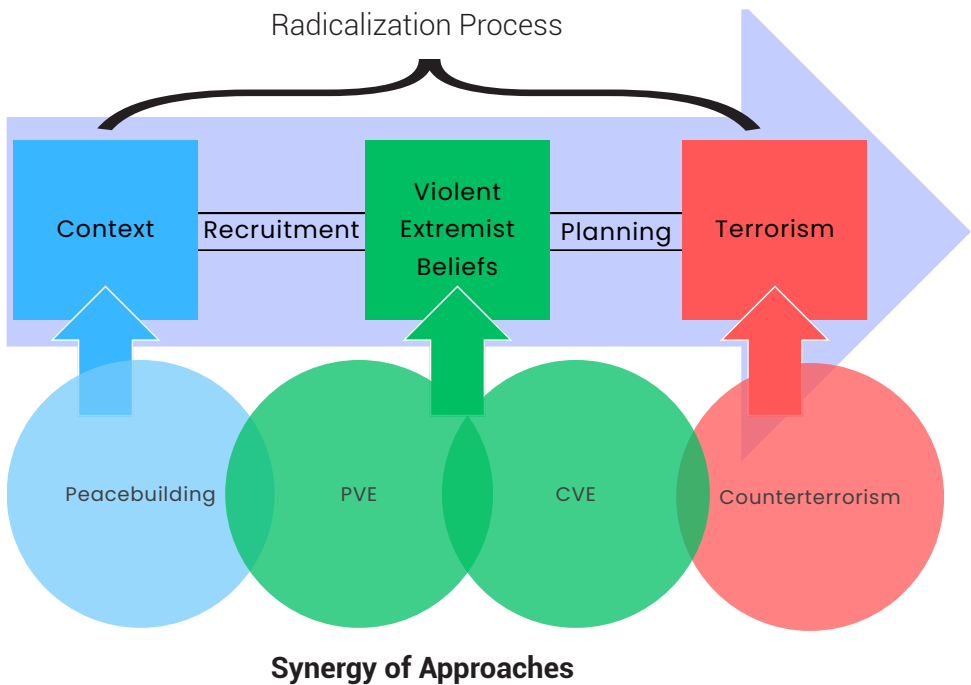 Radicalization Process
Context
Recruitment
Violent
Extremist
Beliefs
Planning
Terrorism
Peacebuilding
PVE
CVE
Counterterrorism
Synergy of Approaches